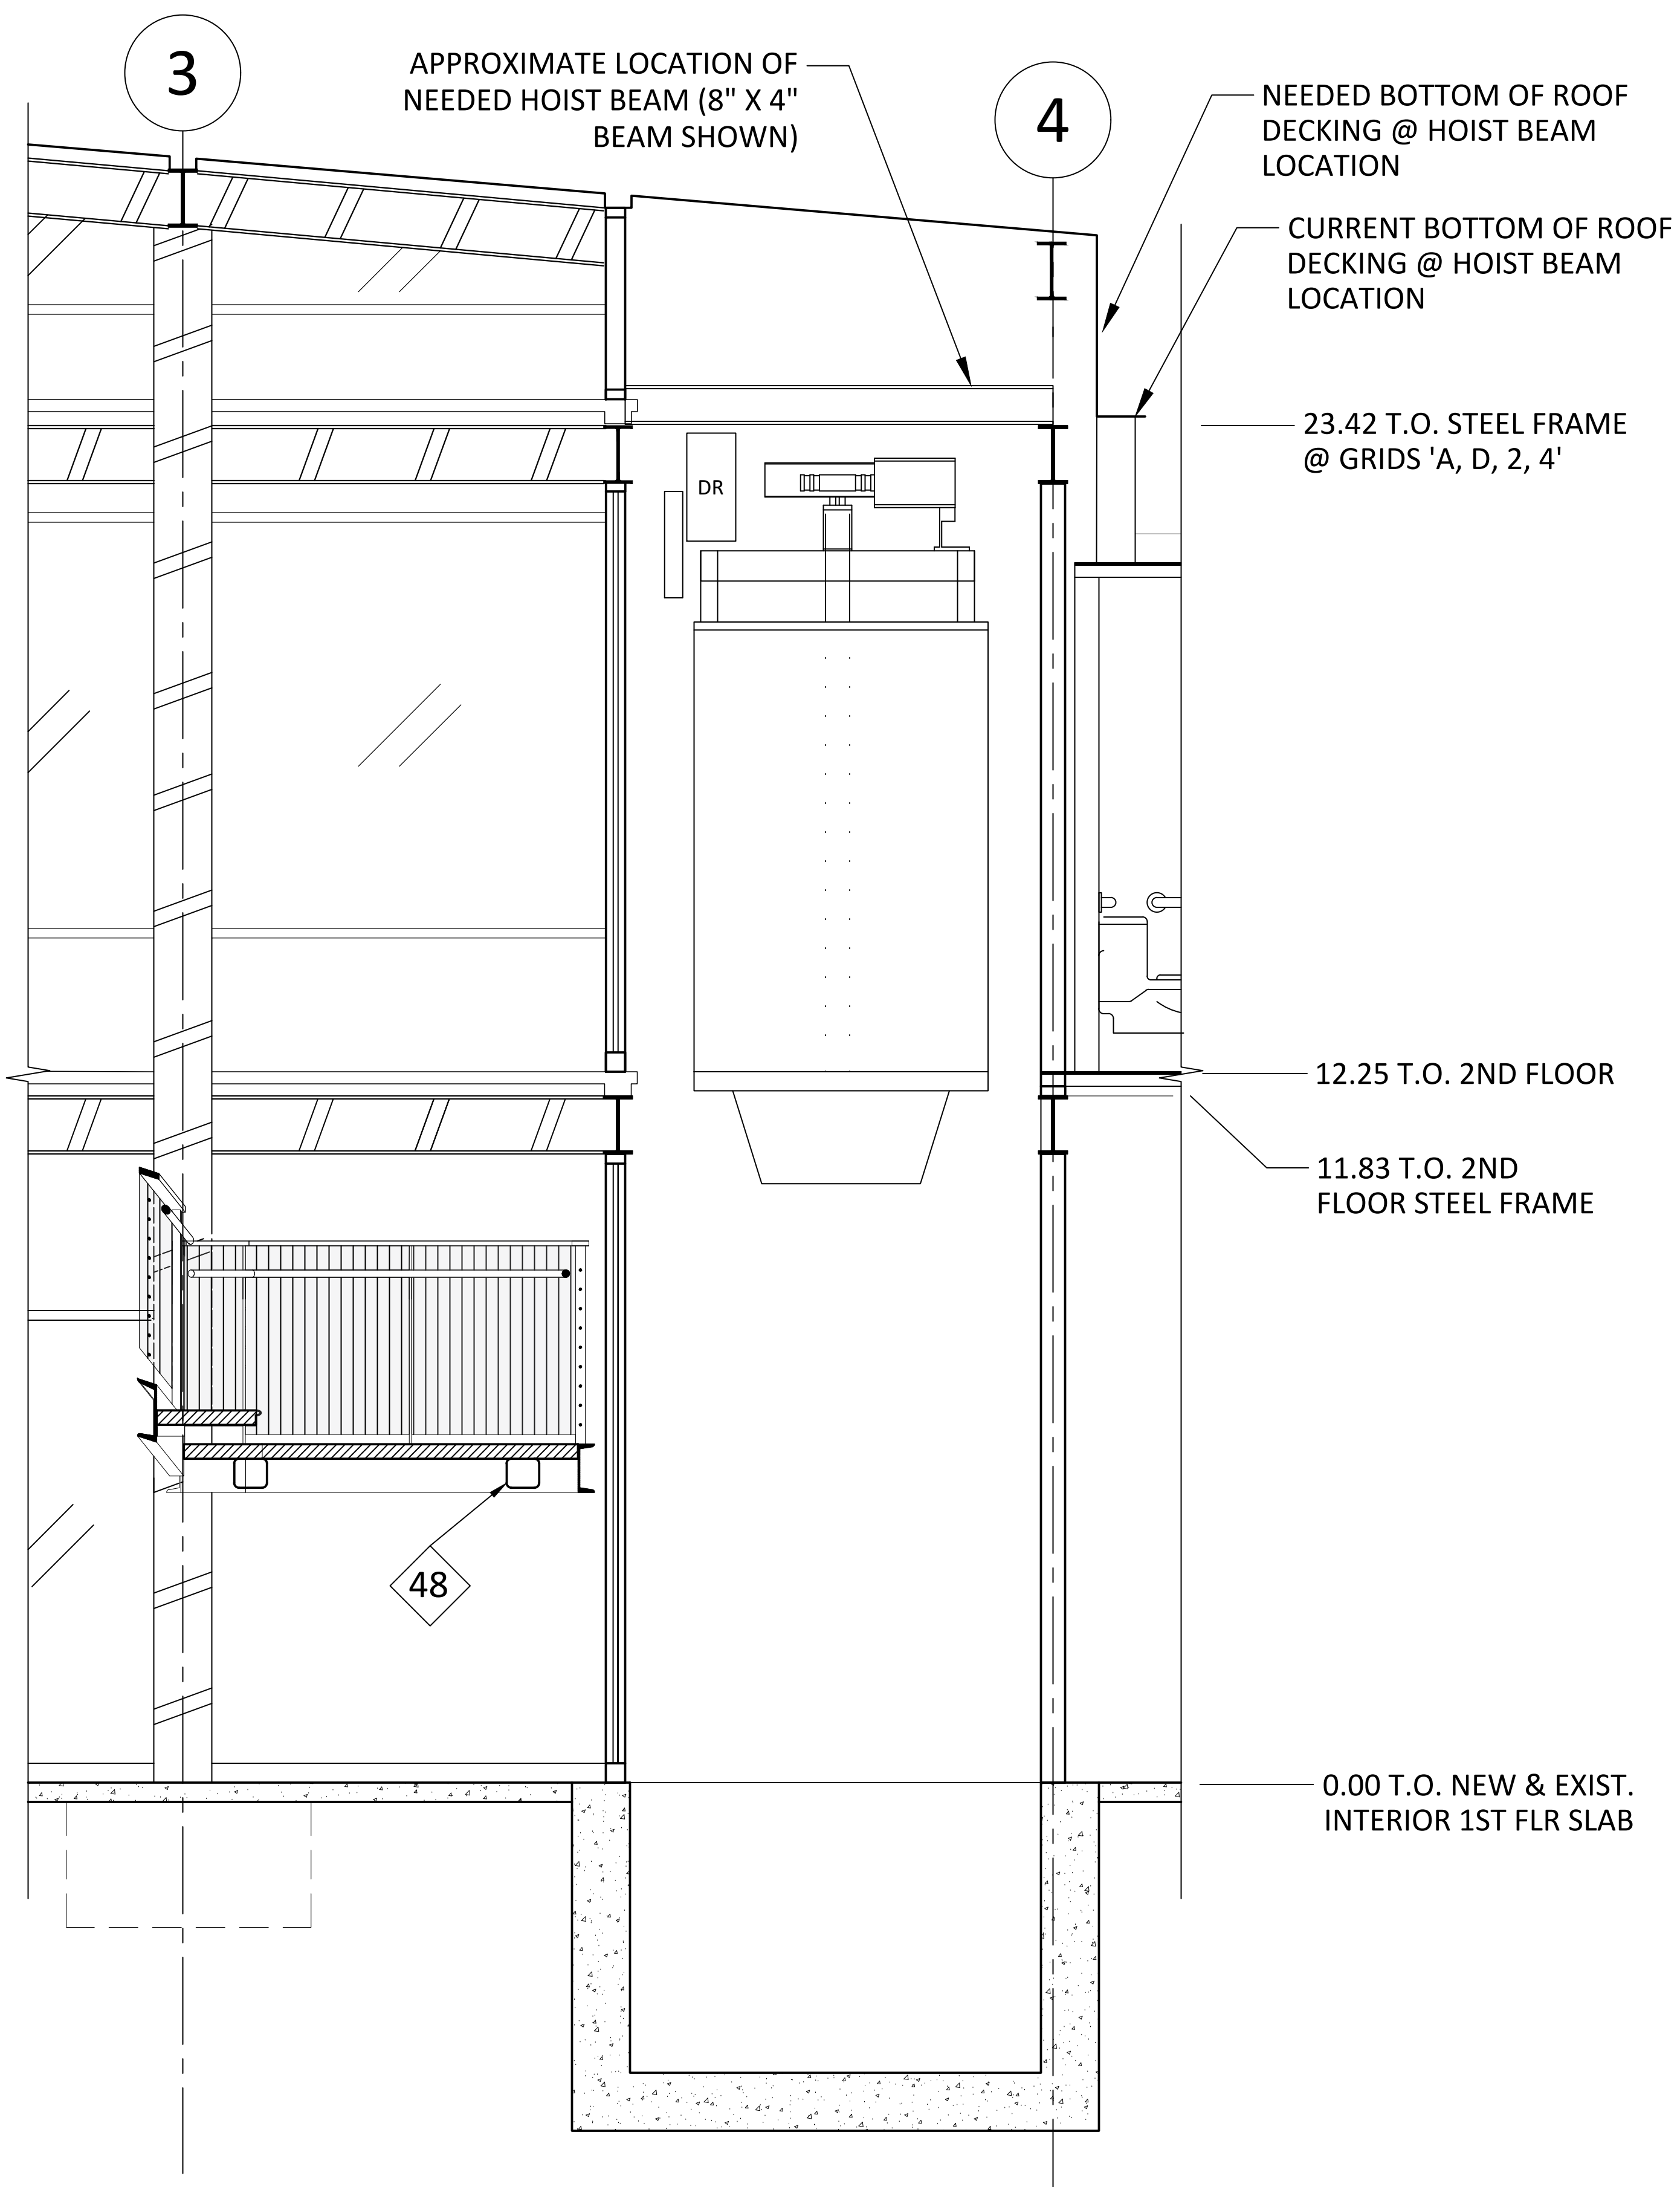 3
APPROXIMATE LOCATION OF
NEEDED HOIST BEAM (8" X 4"
BEAM SHOWN)
4
NEEDED BOTTOM OF ROOF
DECKING @ HOIST BEAM
LOCATION
CURRENT BOTTOM OF ROOF
DECKING @ HOIST BEAM
LOCATION
23.42 T.O. STEEL FRAME
@ GRIDS 'A, D, 2, 4'
DR
12.25 T.O. 2ND FLOOR
11.83 T.O. 2ND
FLOOR STEEL FRAME
48
0.00 T.O. NEW & EXIST.
INTERIOR 1ST FLR SLAB